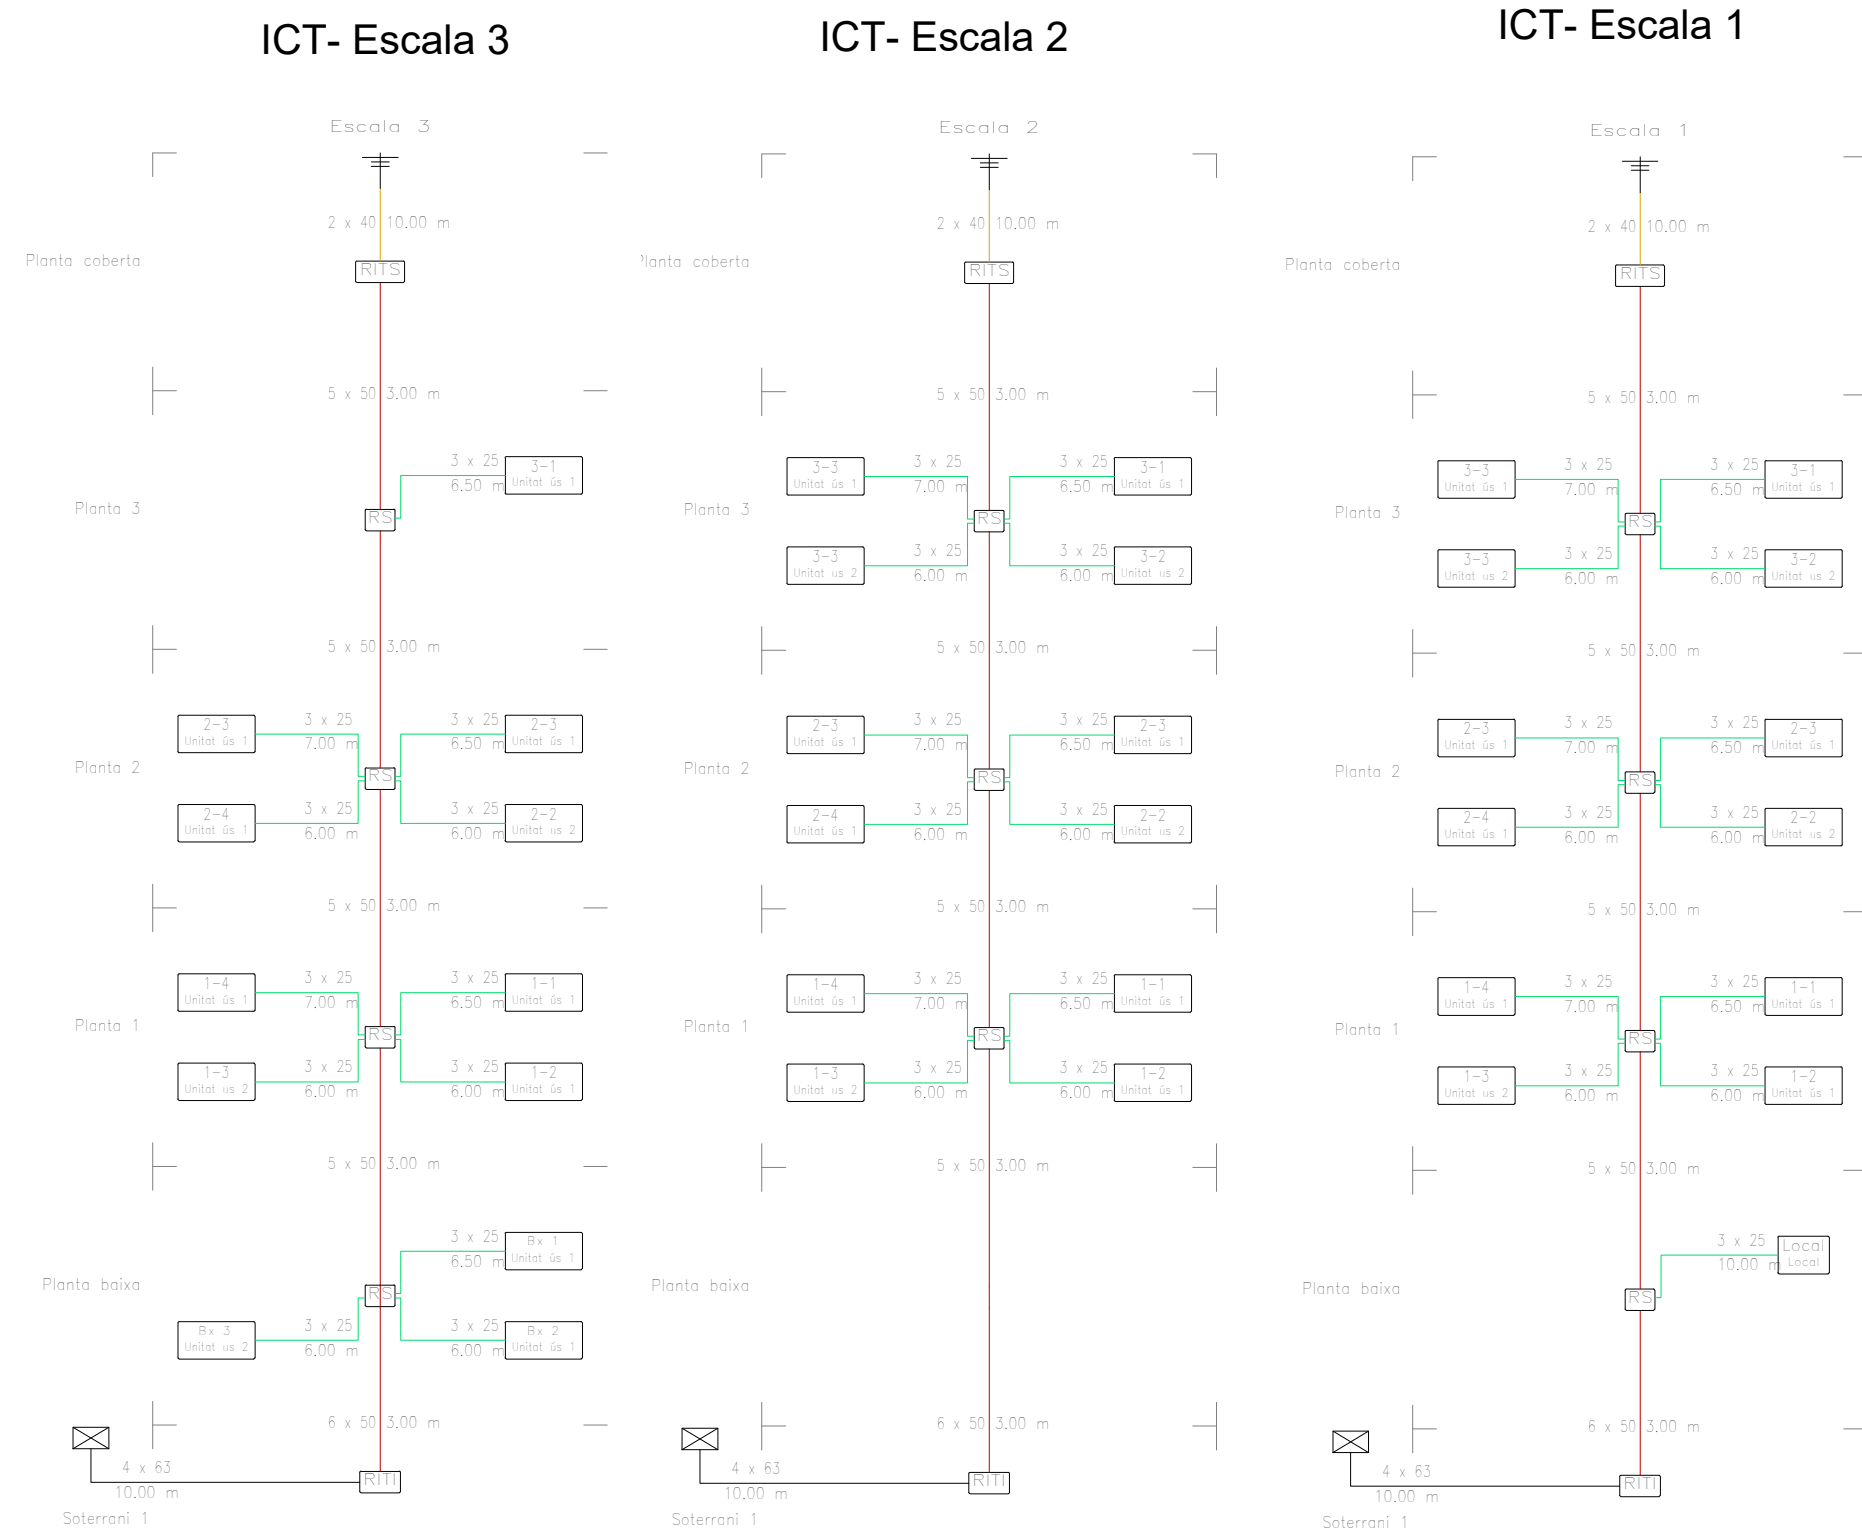 ICT- Escala 3
Escala 3
2 x 40 10.00 m
Planta coberta
RITS
5 x 50 3.00 m
3 x 25
6.50 m
3-1
Unitat ús 1
Planta 3
RS
5 x 50 3.00 m
2-3
Unitat ús 1
3 x 25
7.00 m
3 x 25
6.50 m
2-3
Unitat ús 1
Planta 2
RS
2-4
Unitat ús 1
3 x 25
6.00 m
3 x 25
6.00 m
2-2
Unitat us 2
5 x 50 3.00 m
1-4
Unitat ús 1
3 x 25
7.00 m
3 x 25
6.50 m
1-1
Unitat ús 1
Planta 1
RS
1-3
Unitat us 2
3 x 25
6.00 m
3 x 25
6.00 m
1-2
Unitat ús 1
5 x 50 3.00 m
3 x 25
6.50 m
Bx 1
Unitat ús 1
Planta baixa
RS
Bx 3
Unitat us 2
3 x 25
6.00 m
3 x 25
6.00 m
Bx 2
Unitat ús 1
6 x 50 3.00 m
4 x 63
10.00 m
RITI
Soterrani 1
ICT- Escala 2
Escala 2
2 x 40 10.00 m
Planta coberta
RITS
5 x 50 3.00 m
3-3
Unitat ús 1
3 x 25
7.00 m
3 x 25
6.50 m
3-1
Unitat ús 1
Planta 3
RS
3-3
Unitat us 2
3 x 25
6.00 m
3 x 25
6.00 m
3-2
Unitat us 2
5 x 50 3.00 m
2-3
Unitat ús 1
3 x 25
7.00 m
3 x 25
6.50 m
2-3
Unitat ús 1
Planta 2
RS
2-4
Unitat ús 1
3 x 25
6.00 m
3 x 25
6.00 m
2-2
Unitat us 2
5 x 50 3.00 m
1-4
Unitat ús 1
3 x 25
7.00 m
3 x 25
6.50 m
1-1
Unitat ús 1
Planta 1
RS
1-3
Unitat us 2
3 x 25
6.00 m
3 x 25
6.00 m
1-2
Unitat ús 1
5 x 50 3.00 m
Planta baixa
6 x 50 3.00 m
4 x 63
10.00 m
RITI
Soterrani 1
ICT- Escala 1
Escala 1
2 x 40 10.00 m
Planta coberta
RITS
5 x 50 3.00 m
3-3
Unitat ús 1
3 x 25
7.00 m
3 x 25
6.50 m
3-1
Unitat ús 1
Planta 3
RS
3-3
Unitat us 2
3 x 25
6.00 m
3 x 25
6.00 m
3-2
Unitat us 2
5 x 50 3.00 m
2-3
Unitat ús 1
3 x 25
7.00 m
3 x 25
6.50 m
2-3
Unitat ús 1
Planta 2
RS
2-4
Unitat ús 1
3 x 25
6.00 m
3 x 25
6.00 m
2-2
Unitat us 2
5 x 50 3.00 m
1-4
Unitat ús 1
3 x 25
7.00 m
3 x 25
6.50 m
1-1
Unitat ús 1
Planta 1
RS
1-3
Unitat us 2
3 x 25
6.00 m
3 x 25
6.00 m
1-2
Unitat ús 1
5 x 50 3.00 m
3 x 25
10.00 m
Local
Local
Planta baixa
RS
6 x 50 3.00 m
4 x 63
10.00 m
RITI
Soterrani 1